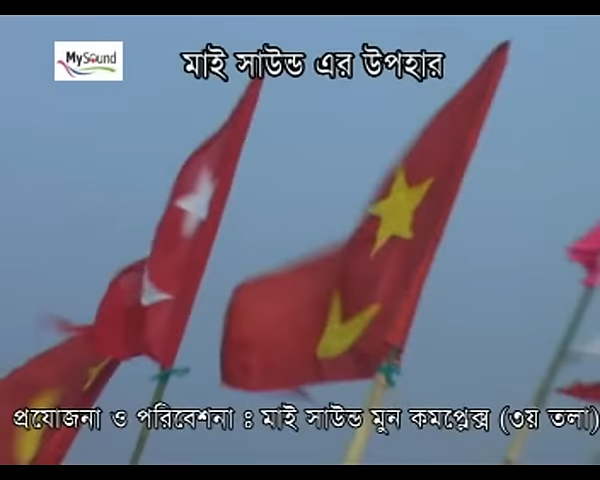 MySound
মাই সাউন্ড এর উপহার
প্রযোজনা ও পরিবেশনা ঃ মাই সাউন্ড মুন কমপ্লেক্স (৩য় তলা)